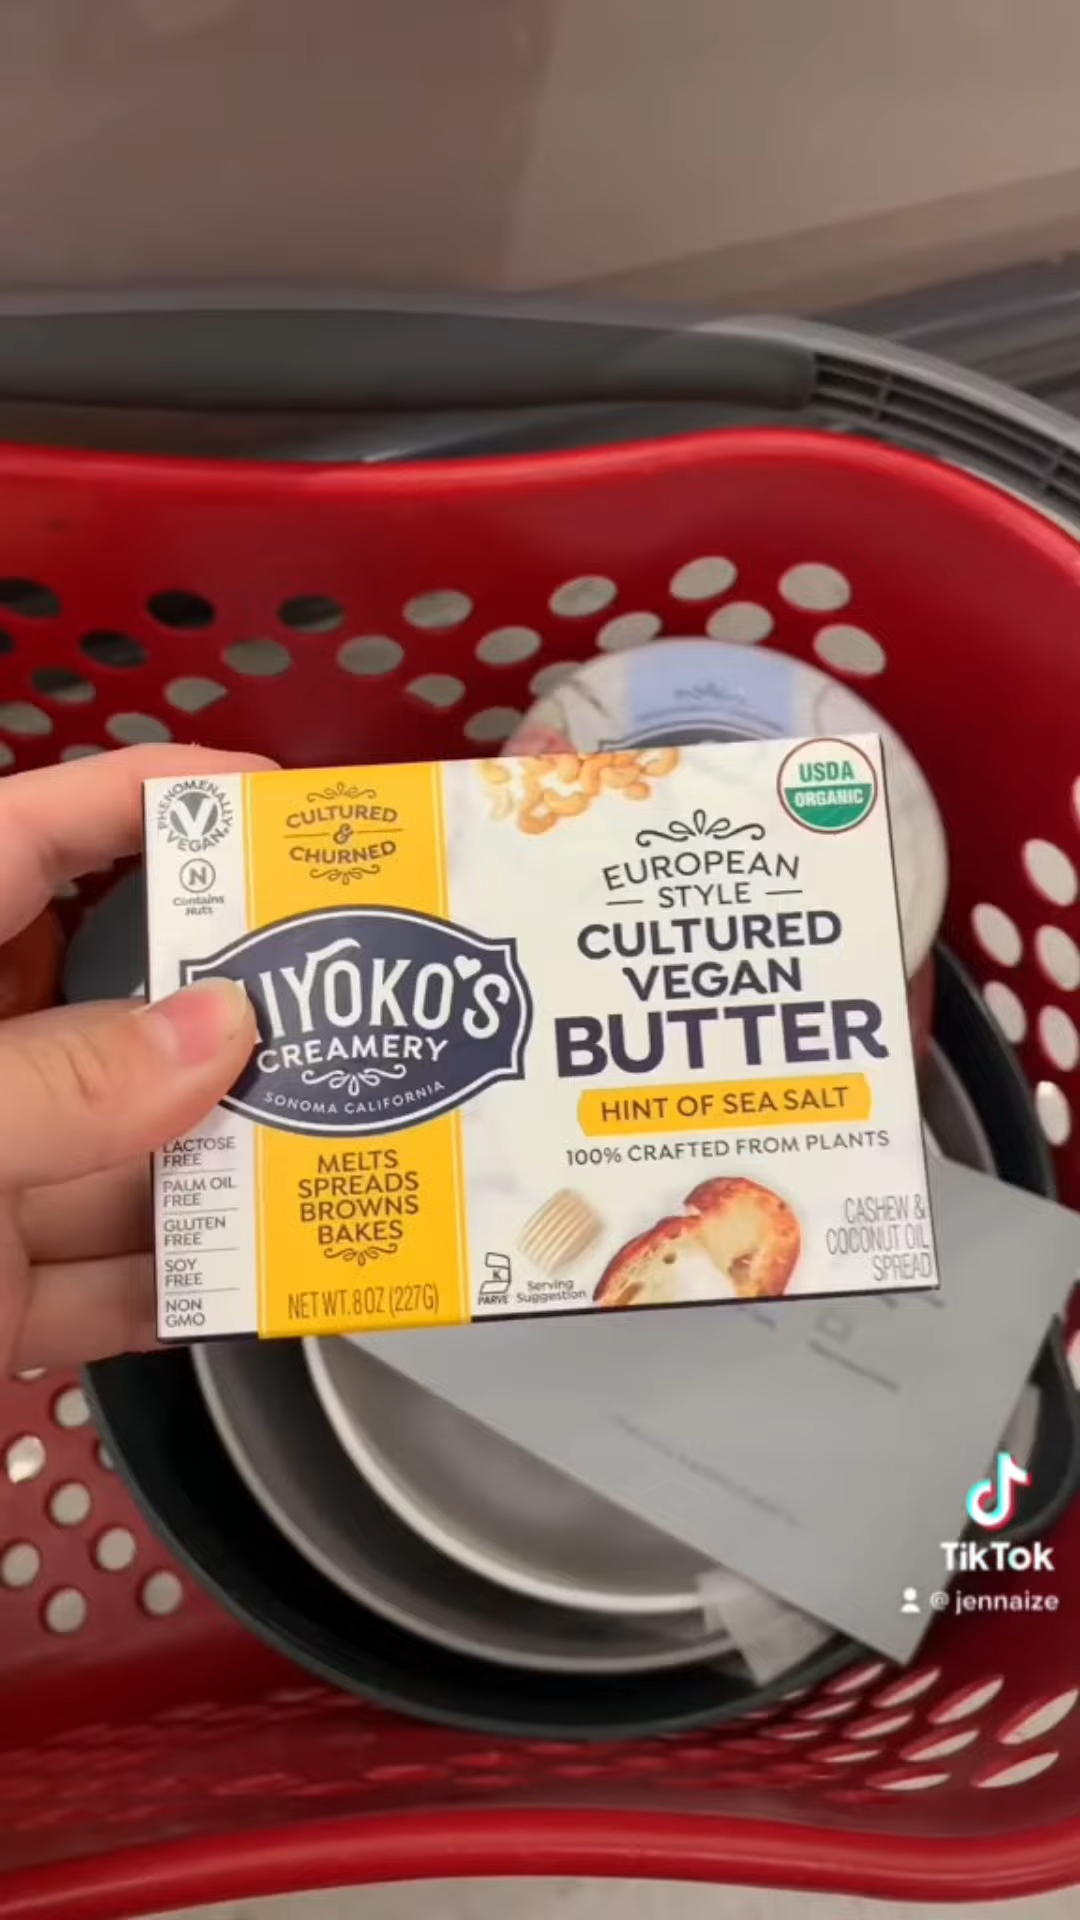 PHENOMENALLY
VEGAN
N
Contains
Nuts
CULTURED
&
CHURNED
IYOKO'S
CREAMERY
SONOMA CALIFORNIA
LACTOSE
FREE
PALM OIL
FREE
GLUTEN
FREE
SOY
FREE
NON
GMO
MELTS
SPREADS
BROWNS
BAKES
NET WT. 8 OZ (227G)
USDA
ORGANIC
EUROPEAN
STYLE
CULTURED
VEGAN
BUTTER
HINT OF SEA SALT
100% CRAFTED FROM PLANTS
CASHEW &
COCONUT OIL
SPREAD
K
PARVE
Serving
Suggestion
TikTok
@jennaize